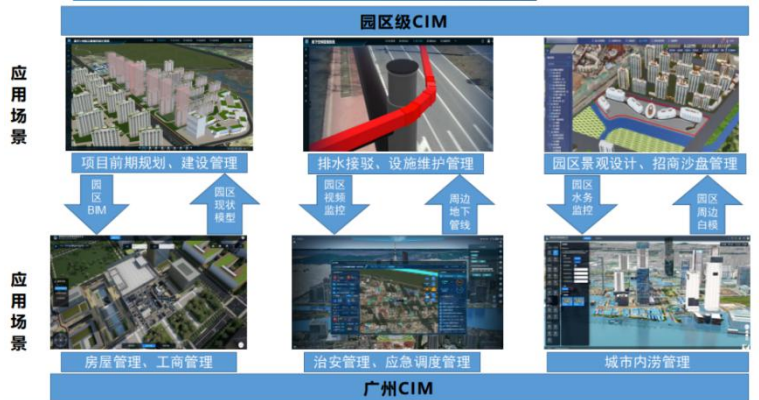 园区级CIM
应用场景
项目前期规划、建设管理
排水接驳、设施维护管理
园区景观设计、招商沙盘管理
园区BIM
园区现状模型
园区视频监控
周边地下管线
园区水务监控
园区周边白模
应用场景
房屋管理、工商管理
治安管理、应急调度管理
城市内涝管理
广州CIM